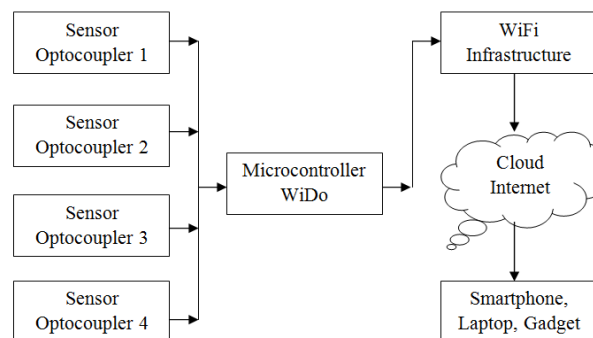 Sensor
Optocoupler 1
Sensor
Optocoupler 2
Sensor
Optocoupler 3
Sensor
Optocoupler 4
Microcontroller
WiDo
WiFi
Infrastructure
Cloud
Internet
Smartphone,
Laptop, Gadget